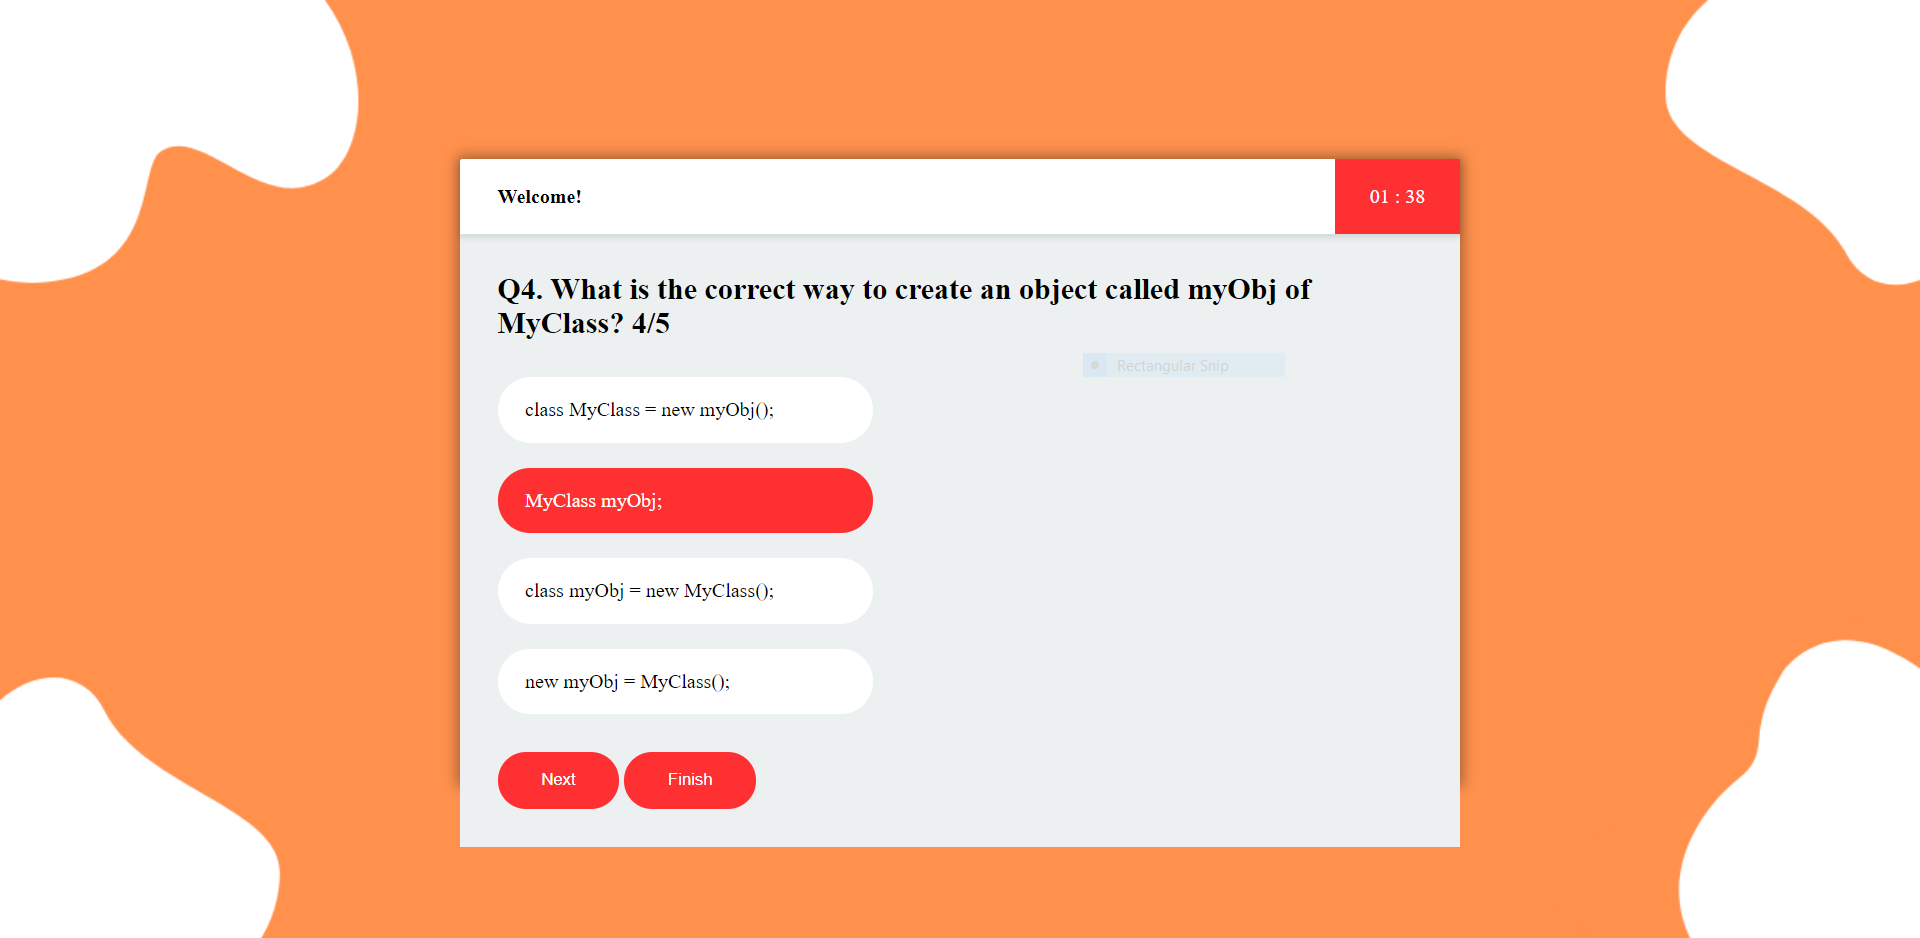 Welcome!
01 : 38
Q4. What is the correct way to create an object called myObj of
MyClass? 4/5
Rectangular Snip
class MyClass = new myObj();
MyClass myObj;
class myObj = new MyClass();
new myObj = MyClass();
Next
Finish